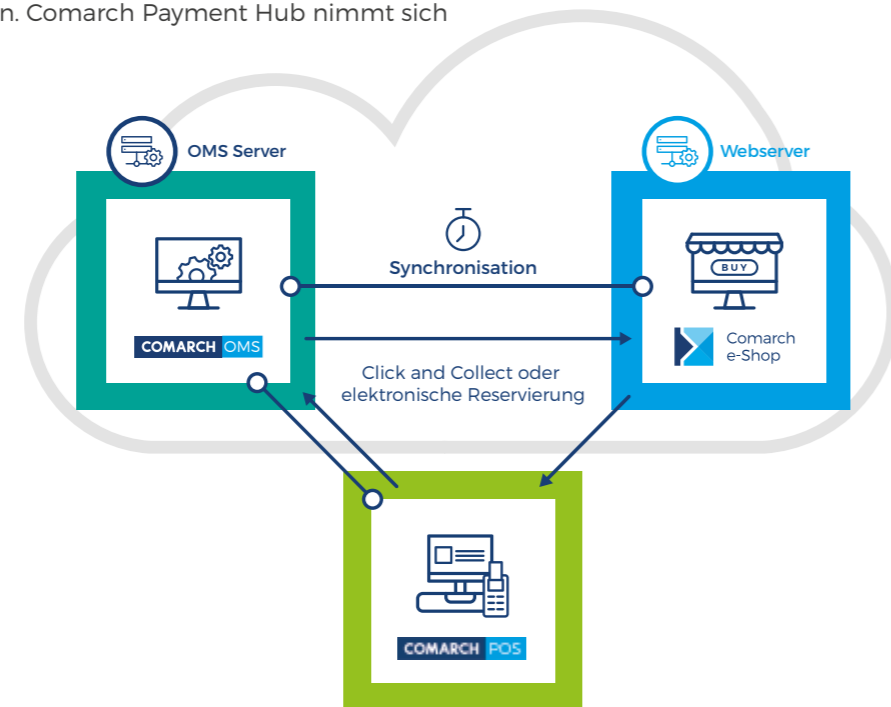 n. Comarch Payment Hub nimmt sich
OMS Server
Webserver
Synchronisation
BUY
COMARCH OMS
Comarch
e-Shop
Click and Collect oder
elektronische Reservierung
COMARCH POS